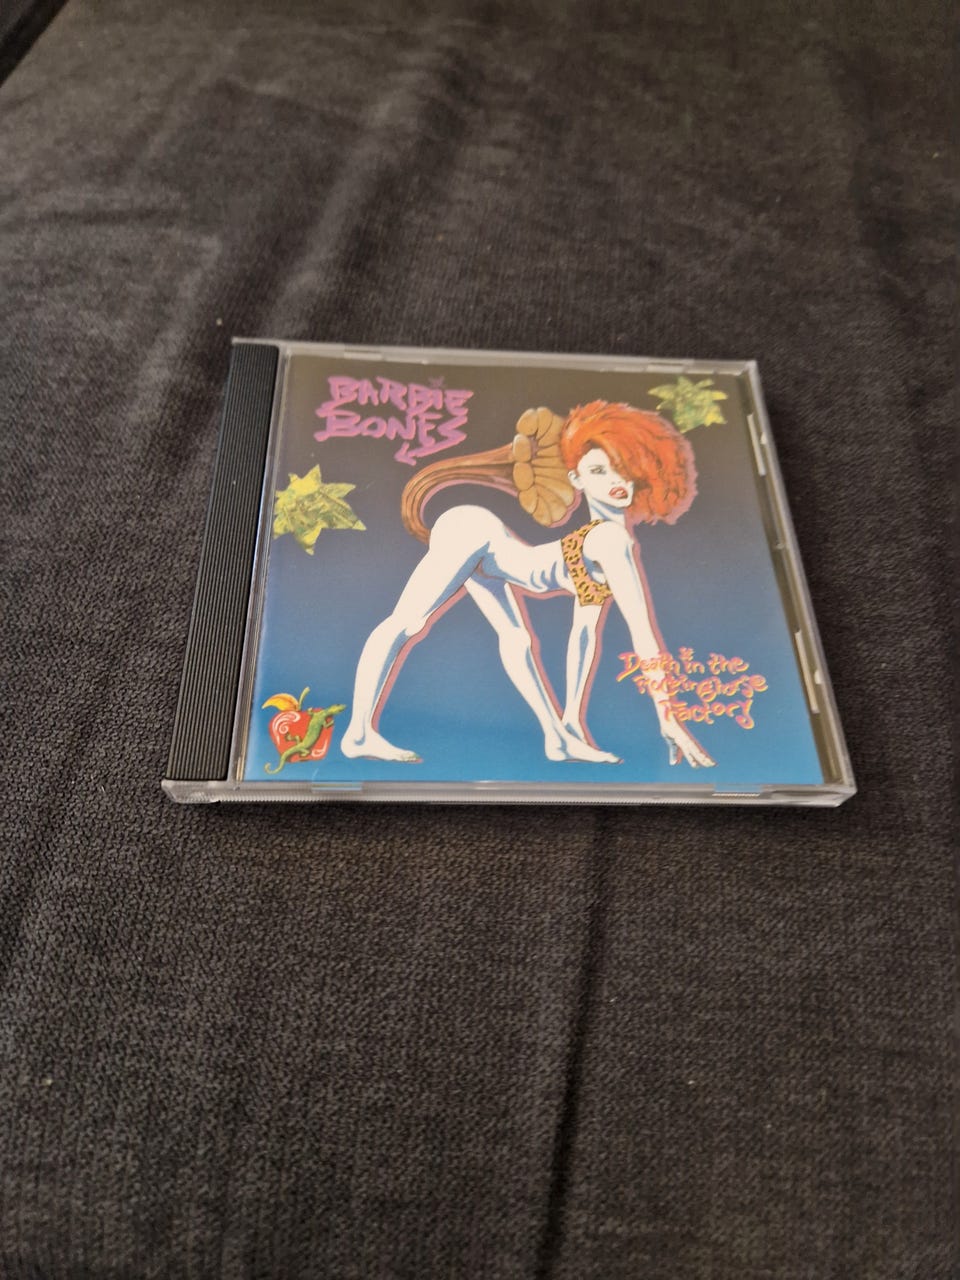 BARBiE
BONES
Death in the
Rockinghorse
Factory